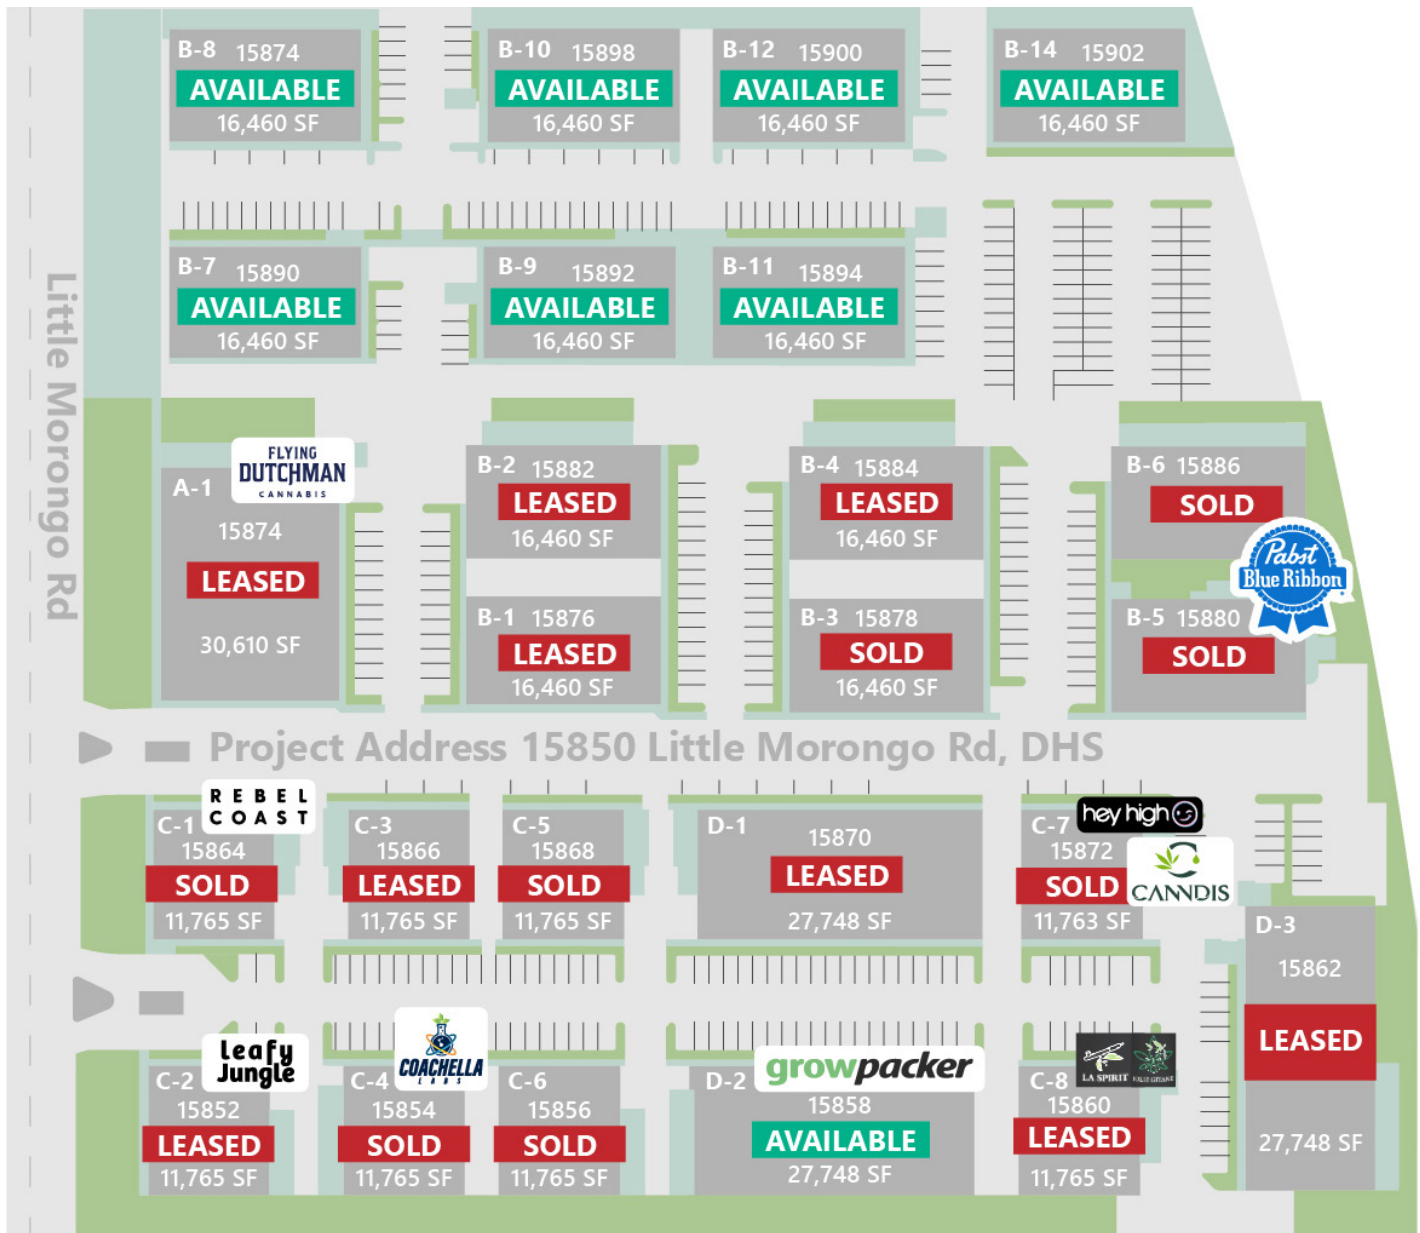 B-8 15874
AVAILABLE
16,460 SF
B-10 15898
AVAILABLE
16,460 SF
B-12 15900
AVAILABLE
16,460 SF
B-14 15902
AVAILABLE
16,460 SF
B-7 15890
AVAILABLE
16,460 SF
B-9 15892
AVAILABLE
16,460 SF
B-11 15894
AVAILABLE
16,460 SF
Little Morongo Rd
FLYING
DUTCHMAN
CANNABIS
A-1
15874
LEASED
30,610 SF
B-2 15882
LEASED
16,460 SF
B-4 15884
LEASED
16,460 SF
B-6 15886
SOLD
Pabst
Blue Ribbon
B-1 15876
LEASED
16,460 SF
B-3 15878
SOLD
16,460 SF
B-5 15880
SOLD
Project Address 15850 Little Morongo Rd, DHS
REBEL
COAST
C-1
15864
SOLD
11,765 SF
C-3
15866
LEASED
11,765 SF
C-5
15868
SOLD
11,765 SF
D-1
15870
LEASED
27,748 SF
hey high
C-7
15872
SOLD
11,763 SF
CANNDIS
D-3
15862
LEASED
27,748 SF
Leafy
Jungle
C-2
15852
LEASED
11,765 SF
COACHELLA
LABS
C-4
15854
SOLD
11,765 SF
C-6
15856
SOLD
11,765 SF
growpacker
D-2
15858
AVAILABLE
27,748 SF
LA SPIRIT
C-8
15860
LEASED
11,765 SF